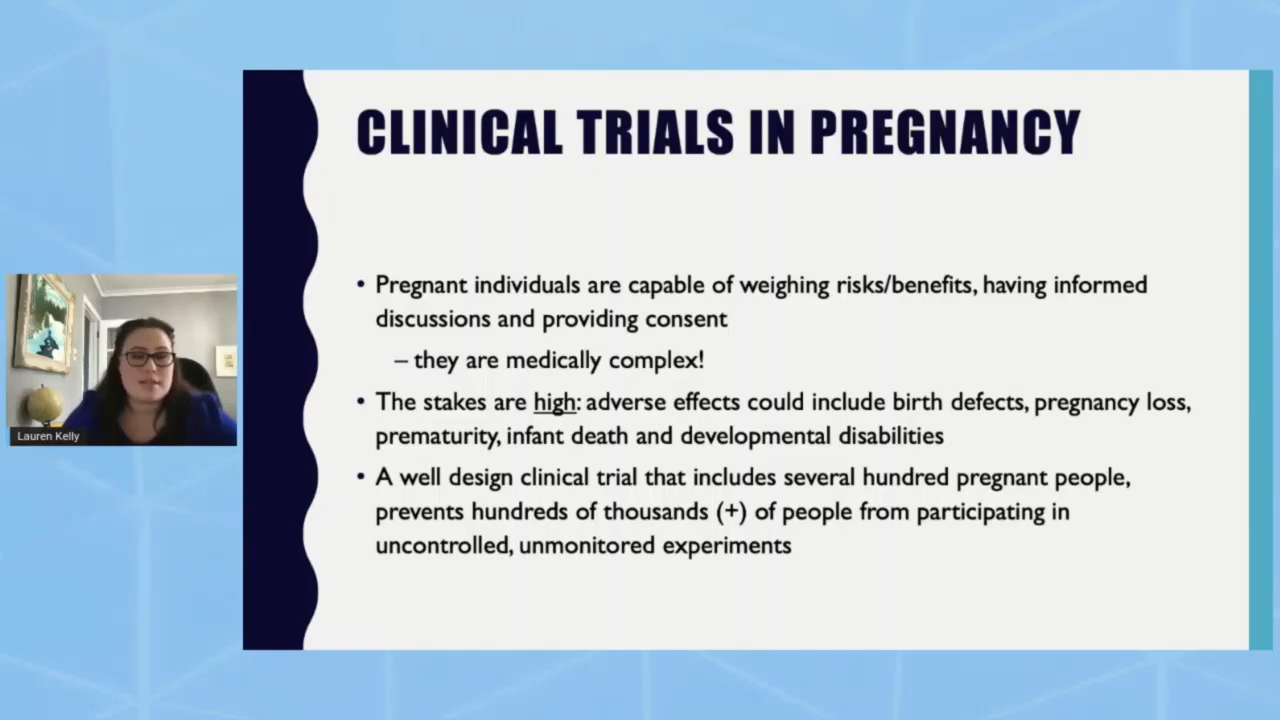 CLINICAL TRIALS IN PREGNANCY
• Pregnant individuals are capable of weighing risks/benefits, having informed
discussions and providing consent
– they are medically complex!
• The stakes are high: adverse effects could include birth defects, pregnancy loss,
prematurity, infant death and developmental disabilities
• A well design clinical trial that includes several hundred pregnant people,
prevents hundreds of thousands (+) of people from participating in
uncontrolled, unmonitored experiments
Lauren Kelly